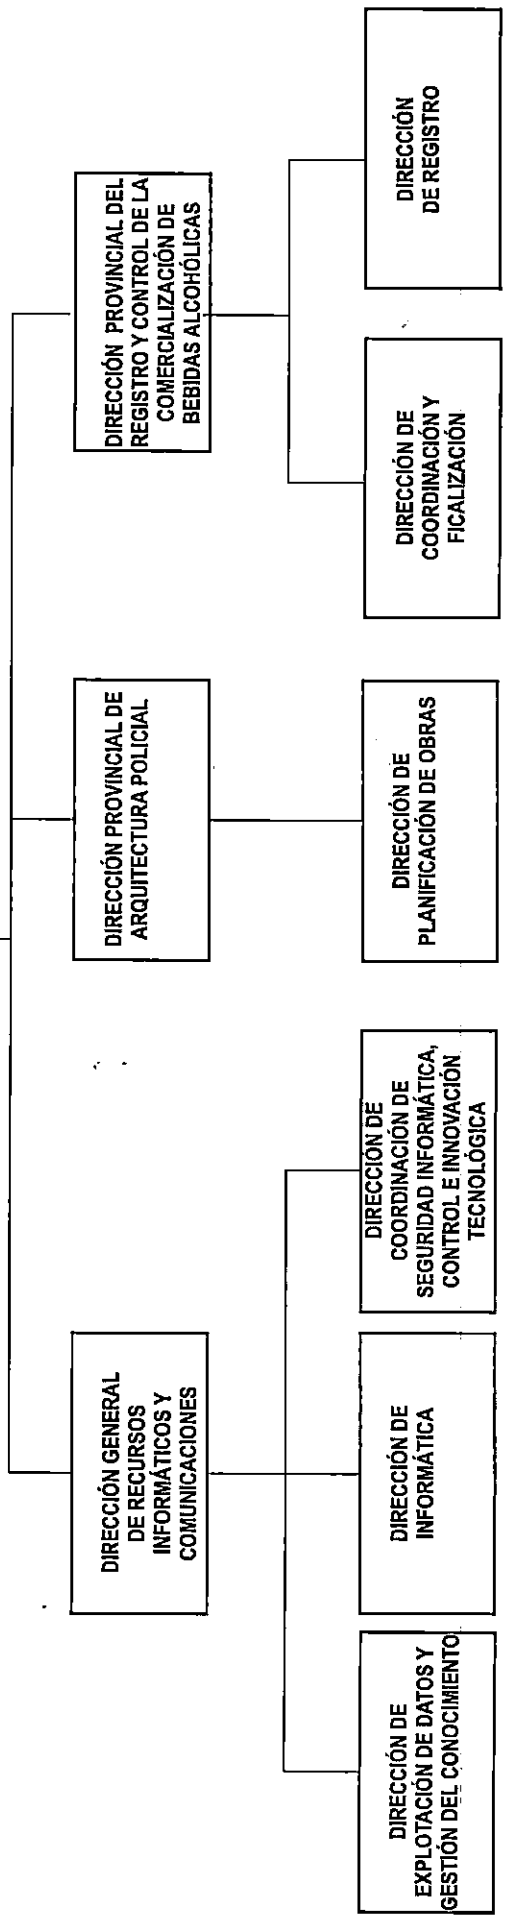 DIRECCIÓN GENERAL
DE RECURSOS
INFORMÁTICOS Y
COMUNICACIONES
DIRECCIÓN PROVINCIAL DE
ARQUITECTURA POLICIAL
DIRECCIÓN PROVINCIAL DEL
REGISTRO Y CONTROL DE LA
COMERCIALIZACIÓN DE
BEBIDAS ALCOHÓLICAS
DIRECCIÓN DE
EXPLOTACIÓN DE DATOS Y
GESTIÓN DEL CONOCIMIENTO
DIRECCIÓN DE
INFORMÁTICA
DIRECCIÓN DE
COORDINACIÓN DE
SEGURIDAD INFORMÁTICA,
CONTROL E INNOVACIÓN
TECNOLÓGICA
DIRECCIÓN DE
PLANIFICACIÓN DE OBRAS
DIRECCIÓN DE
COORDINACIÓN Y
FICALIZACIÓN
DIRECCIÓN
DE REGISTRO